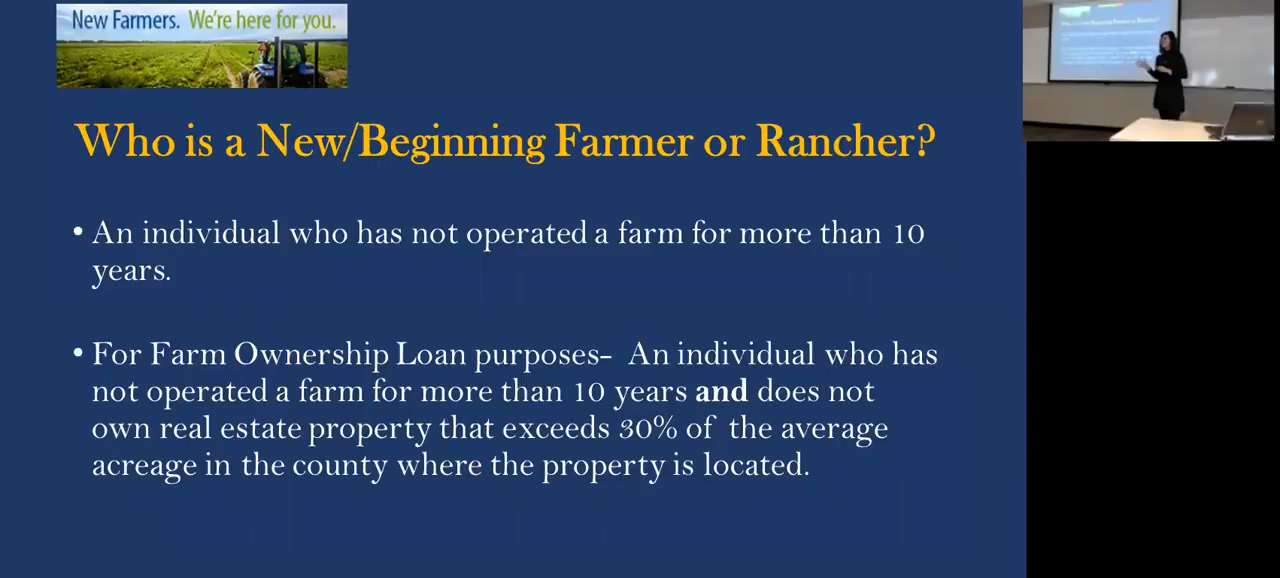 New Farmers. We're here for you.
Who is a New/Beginning Farmer or Rancher?
• An individual who has not operated a farm for more than 10
years.
• For Farm Ownership Loan purposes- An individual who has
not operated a farm for more than 10 years and does not
own real estate property that exceeds 30% of the average
acreage in the county where the property is located.